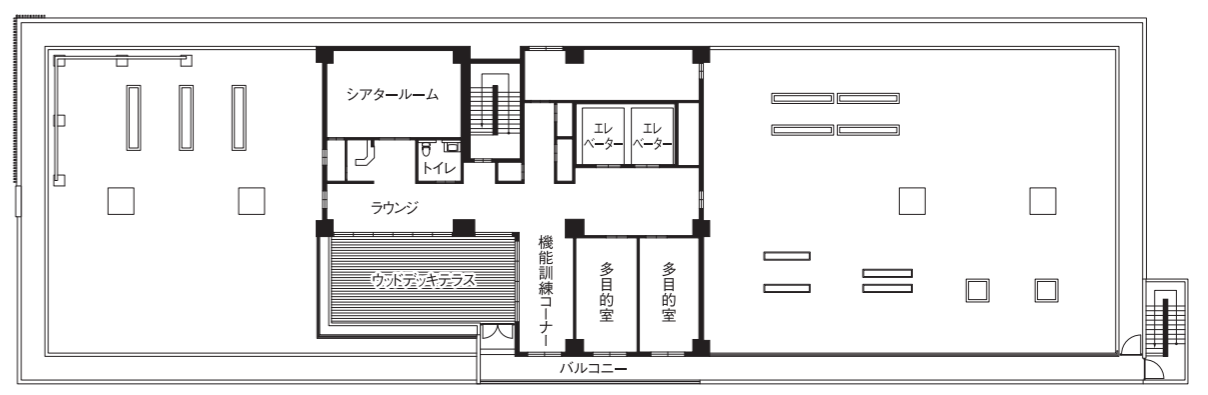 シアタールーム
エレ
ベーター
エレ
ベーター
トイレ
ラウンジ
ウッドデッキテラス
機能訓練コーナー
多目的室
多目的室
バルコニー